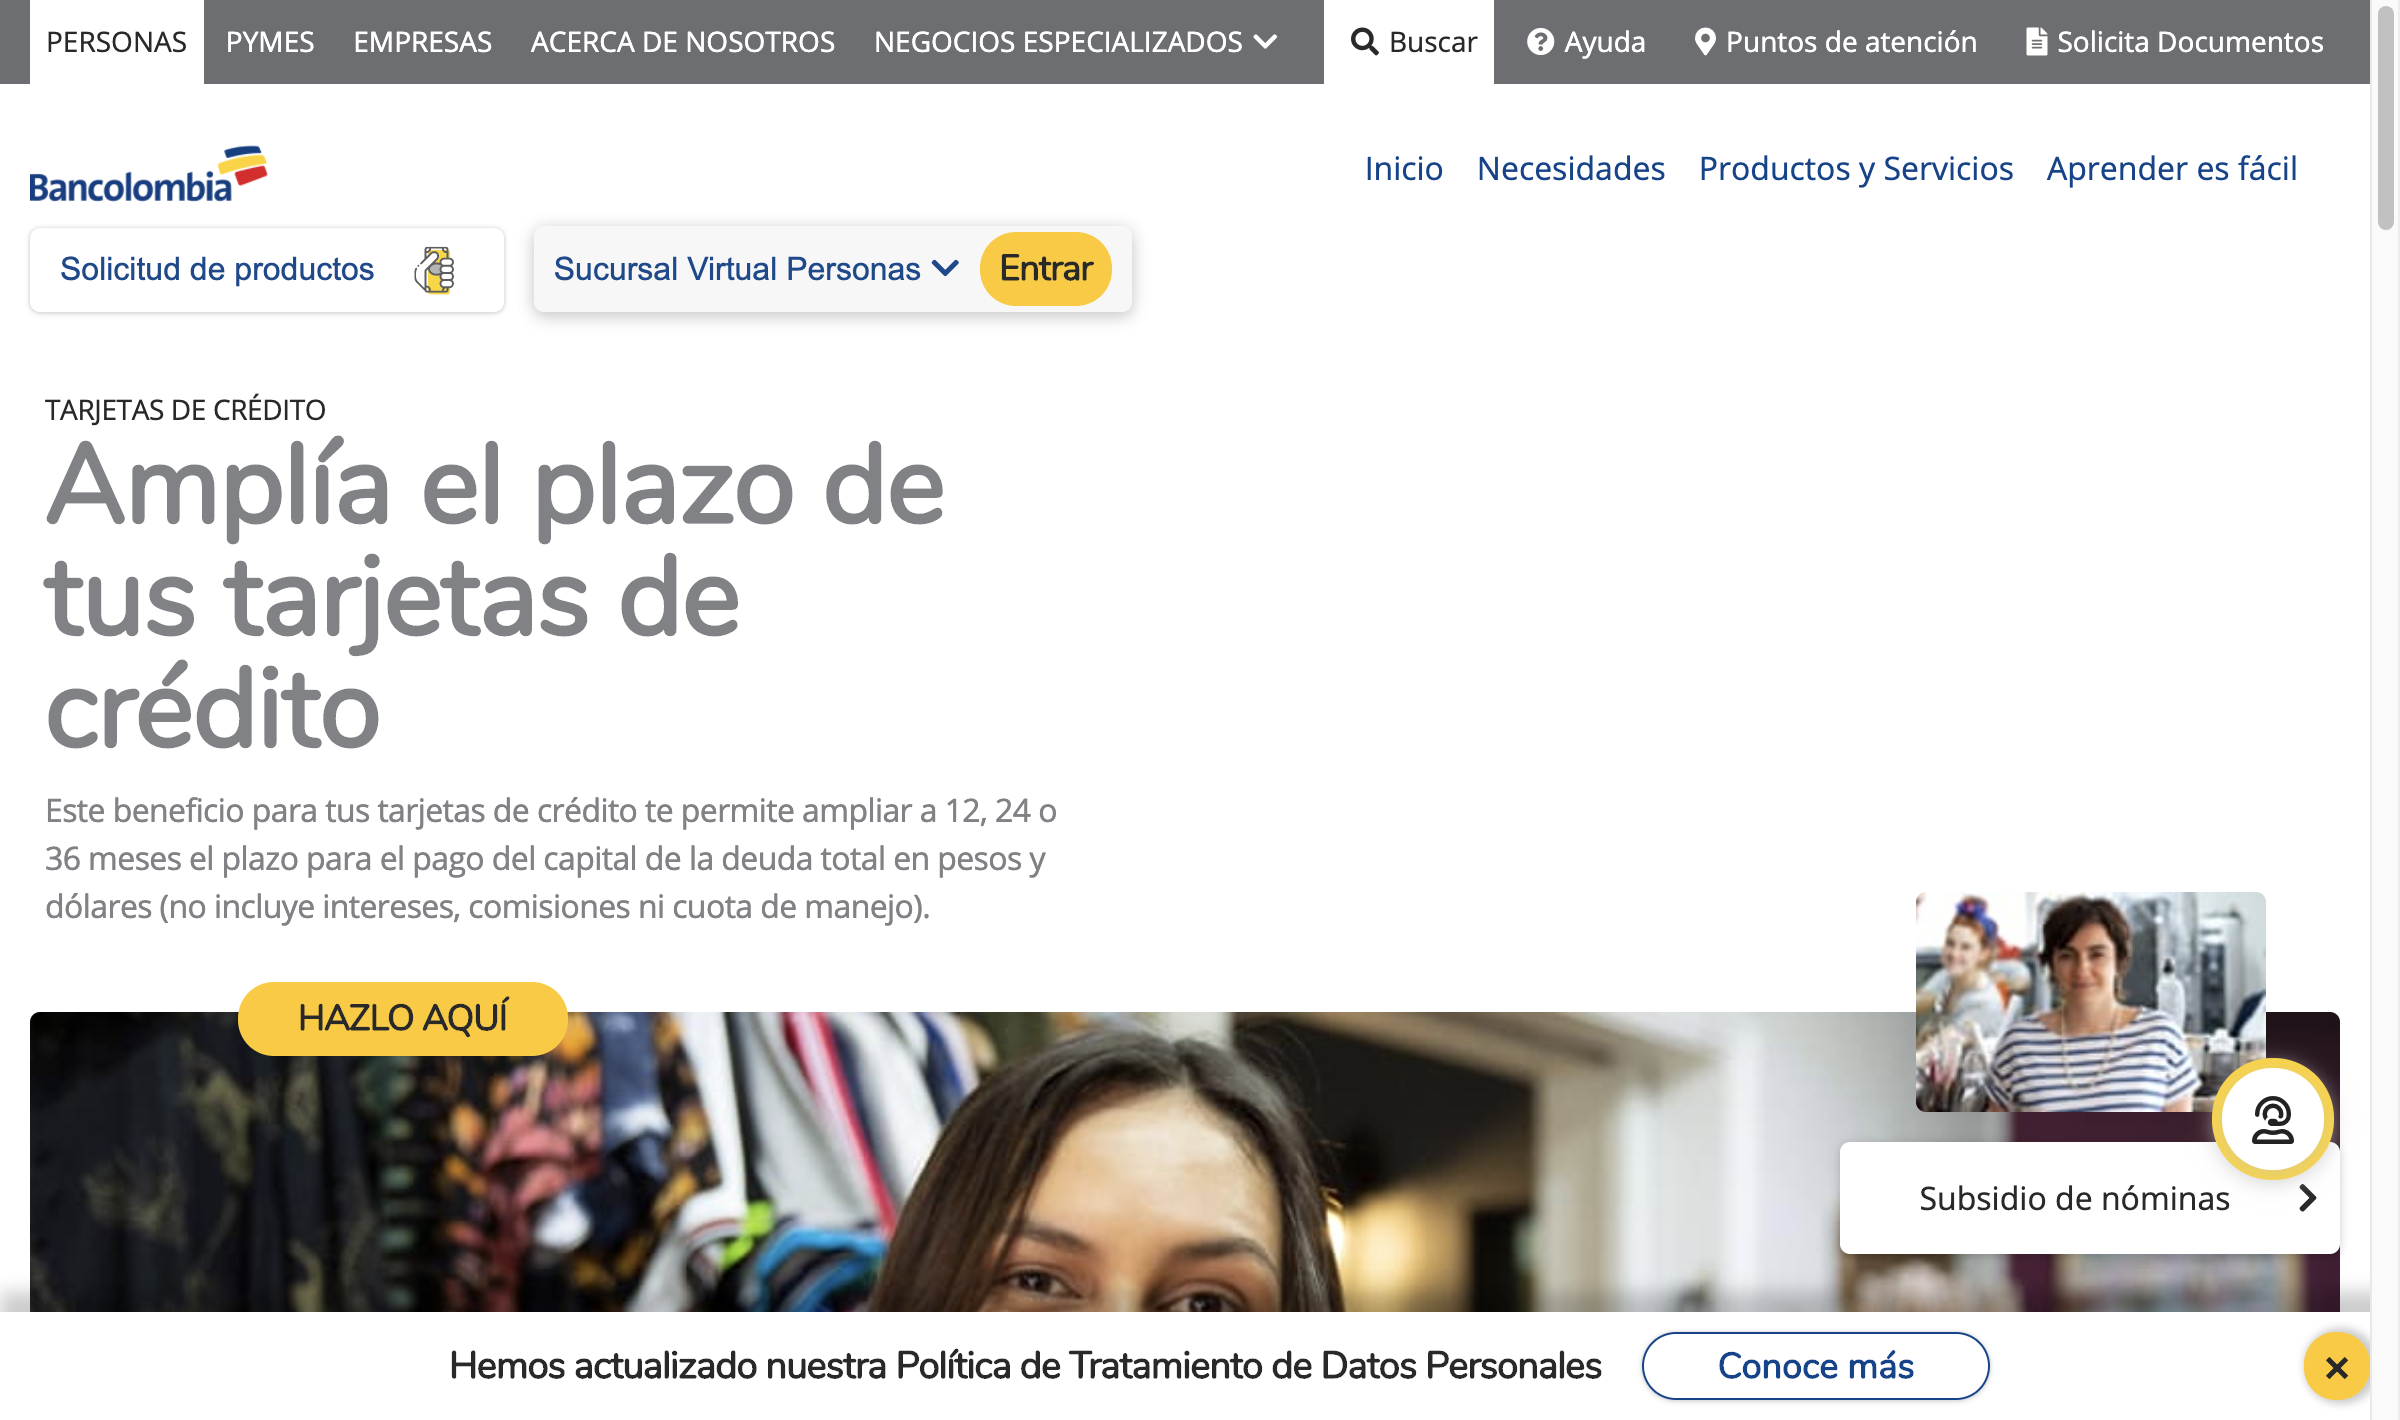 PERSONAS PYMES EMPRESAS ACERCA DE NOSOTROS NEGOCIOS ESPECIALIZADOS Buscar Ayuda Puntos de atención Solicita Documentos
Bancolombia
Inicio Necesidades Productos y Servicios Aprender es fácil
Solicitud de productos
Sucursal Virtual Personas Entrar
TARJETAS DE CRÉDITO
Amplía el plazo de
tus tarjetas de
crédito
Este beneficio para tus tarjetas de crédito te permite ampliar a 12, 24 o
36 meses el plazo para el pago del capital de la deuda total en pesos y
dólares (no incluye intereses, comisiones ni cuota de manejo).
HAZLO AQUÍ
Subsidio de nóminas
Hemos actualizado nuestra Política de Tratamiento de Datos Personales Conoce más